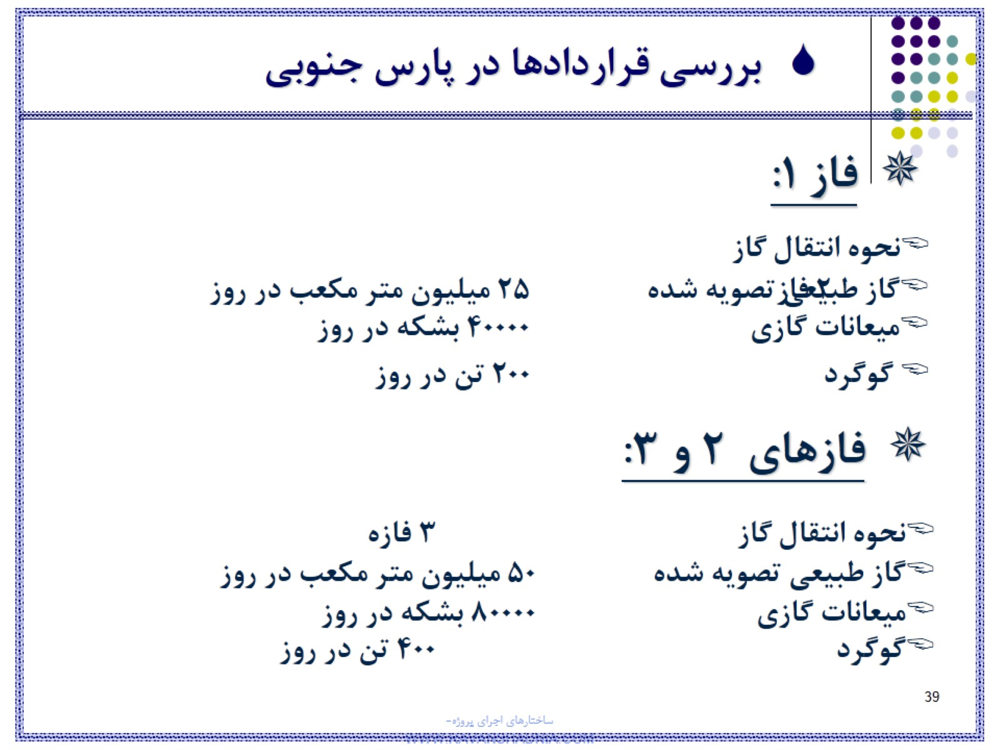 بررسی قراردادها در پارس جنوبی
فاز ۱:
نحوه انتقال گاز
۲ فاز
گاز طبیعی تصویه شده ۲۵ میلیون متر مکعب در روز
میعانات گازی ۴۰۰۰۰ بشکه در روز
گوگرد ۲۰۰ تن در روز
فازهای ۲ و ۳:
نحوه انتقال گاز ۳ فازه
گاز طبیعی تصویه شده ۵۰ میلیون متر مکعب در روز
میعانات گازی ۸۰۰۰۰ بشکه در روز
گوگرد ۴۰۰ تن در روز
39
ساختارهای اجرای پروژه-